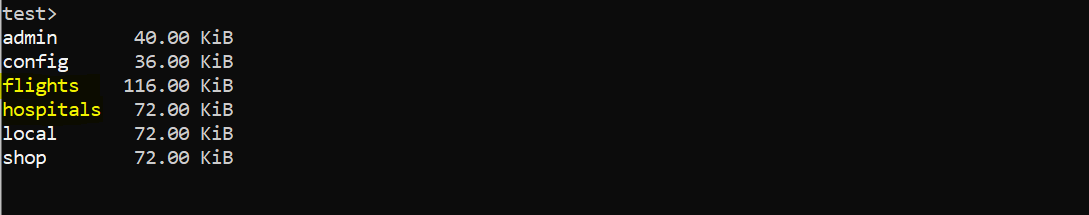 test>
admin 40.00 KiB
config 36.00 KiB
flights 116.00 KiB
hospitals 72.00 KiB
local 72.00 KiB
shop 72.00 KiB